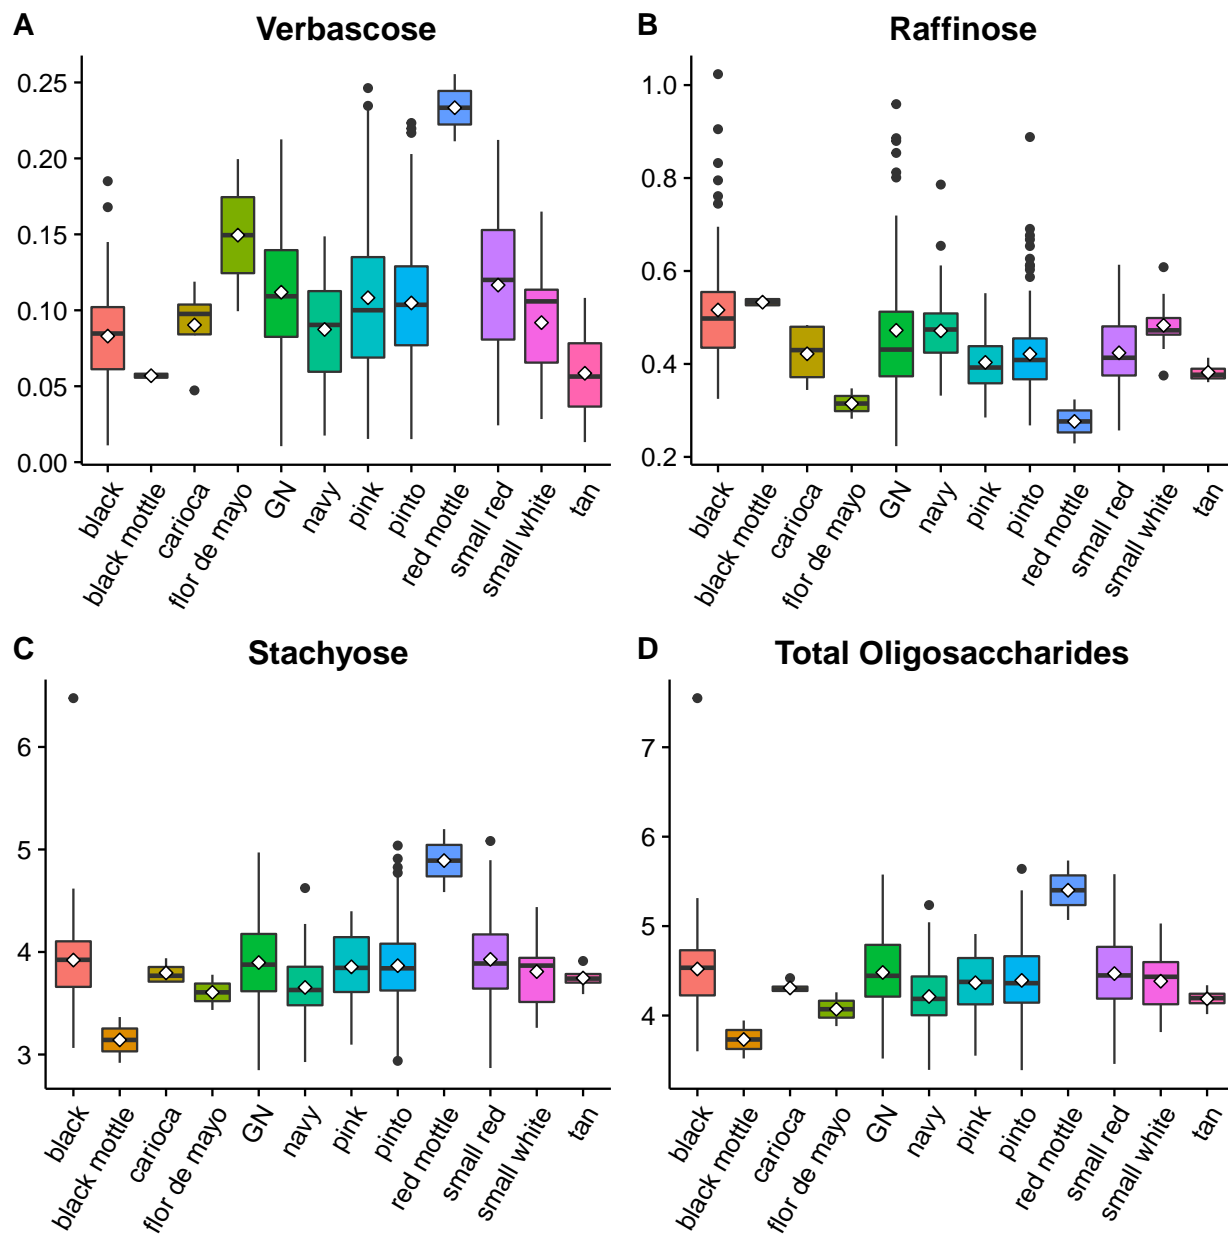 A
Verbascose
0.25
0.20
0.15
0.10
0.05
0.00
black
black mottle
carioca
flor de mayo
GN
navy
pink
pinto
red mottle
small red
small white
tan
B
Raffinose
1.0
0.8
0.6
0.4
0.2
black
black mottle
carioca
flor de mayo
GN
navy
pink
pinto
red mottle
small red
small white
tan
C
Stachyose
6
5
4
3
black
black mottle
carioca
flor de mayo
GN
navy
pink
pinto
red mottle
small red
small white
tan
D
Total Oligosaccharides
7
6
5
4
black
black mottle
carioca
flor de mayo
GN
navy
pink
pinto
red mottle
small red
small white
tan